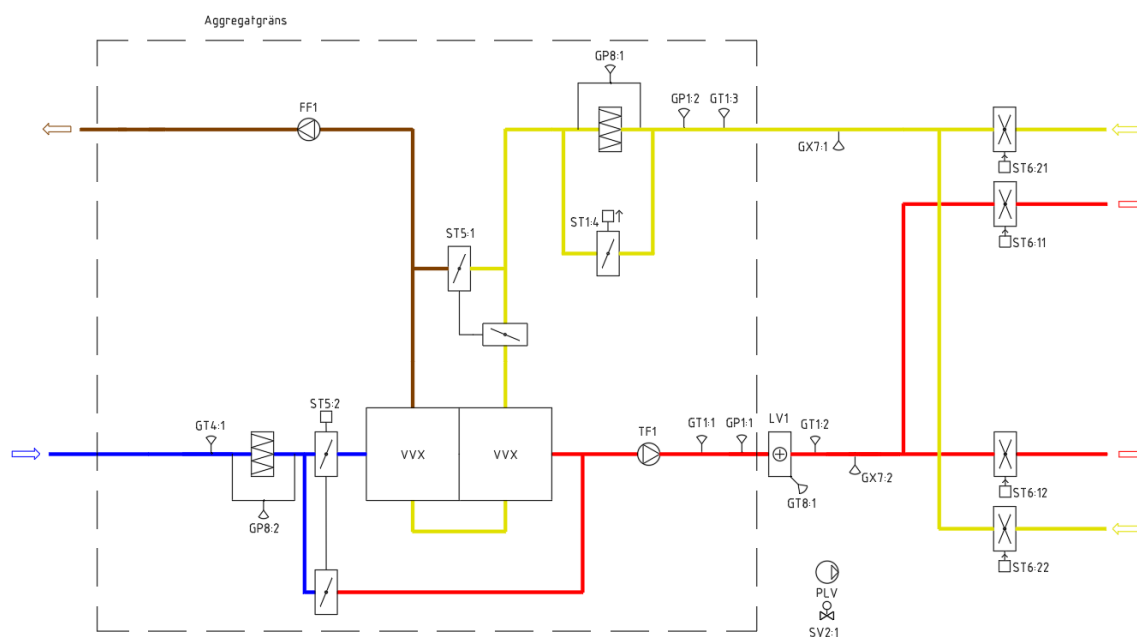 Aggregatgräns
GP8:1
FF1
GP1:2
GT1:3
GX7:1
ST6:21
ST1:4
ST5:1
ST6:11
ST5:2
GT4:1
VVX
VVX
TF1
GT1:1
GP1:1
LV1
GT1:2
GX7:2
GT8:1
ST6:12
GP8:2
ST6:22
PLV
SV2:1